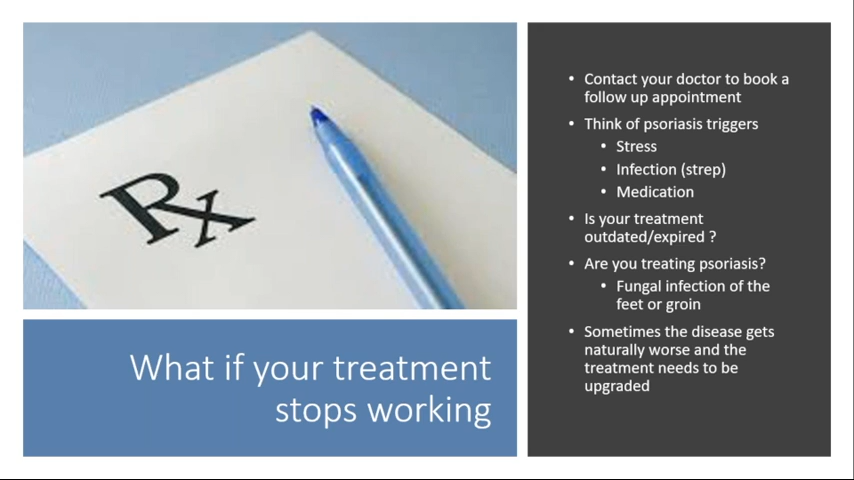 Rx
What if your treatment
stops working
• Contact your doctor to book a
follow up appointment
• Think of psoriasis triggers
• Stress
• Infection (strep)
• Medication
• Is your treatment
outdated/expired ?
• Are you treating psoriasis?
• Fungal infection of the
feet or groin
• Sometimes the disease gets
naturally worse and the
treatment needs to be
upgraded